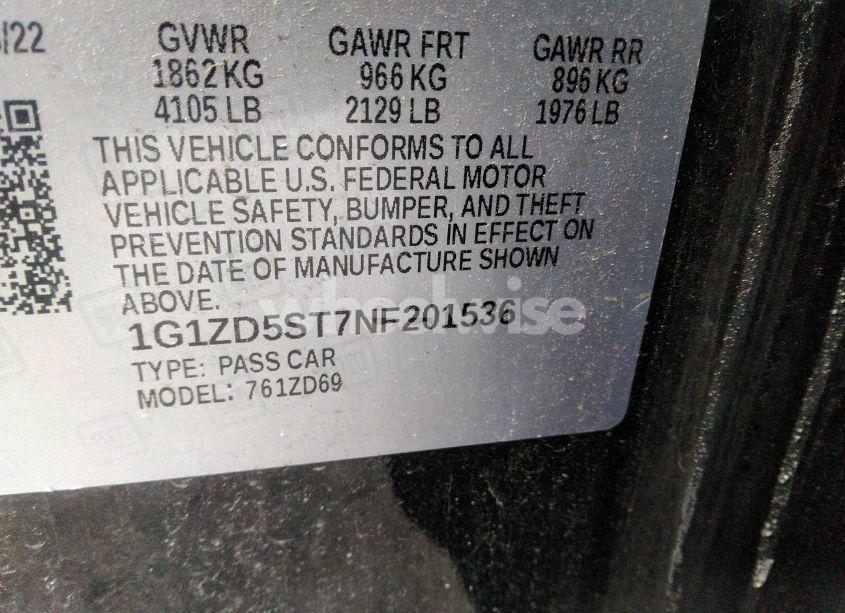 /22
GVWR GAWR FRT GAWR RR
1862 KG 966 KG 896 KG
4105 LB 2129 LB 1976 LB
THIS VEHICLE CONFORMS TO ALL
APPLICABLE U.S. FEDERAL MOTOR
VEHICLE SAFETY, BUMPER, AND THEFT
PREVENTION STANDARDS IN EFFECT ON
THE DATE OF MANUFACTURE SHOWN
ABOVE.
wheelwise
1G1ZD5ST7NF201536
TYPE: PASS CAR
MODEL: 761ZD69